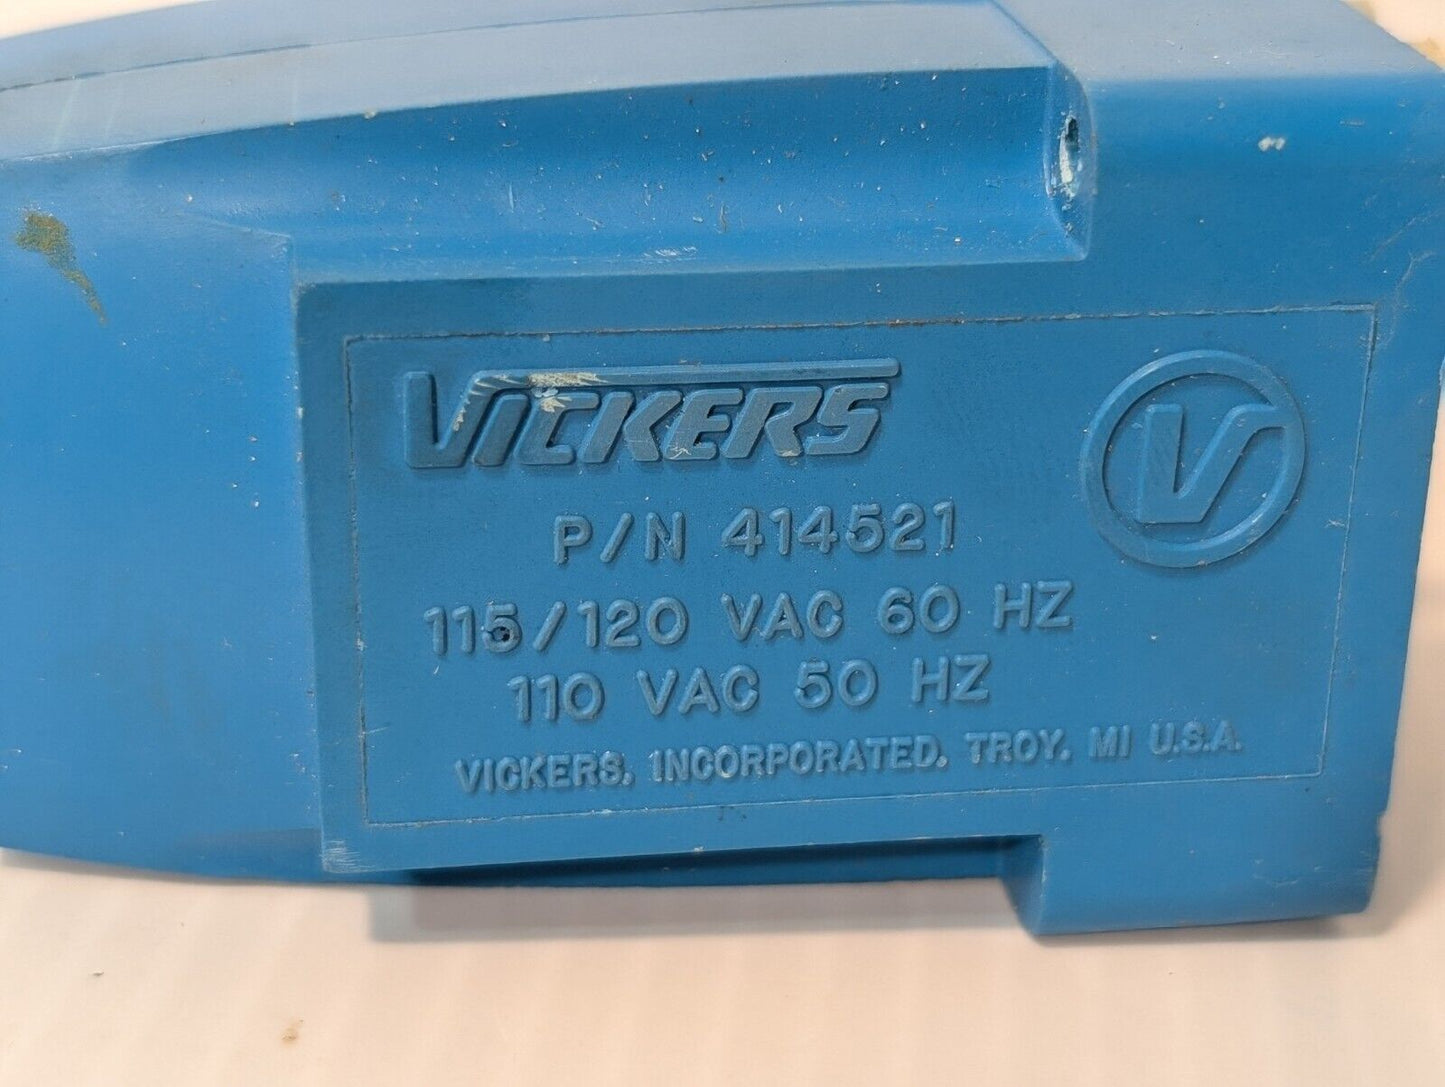 VICKERS
V
P/N 414521
115/120 VAC 60 HZ
110 VAC 50 HZ
VICKERS, INCORPORATED, TROY, MI U.S.A.